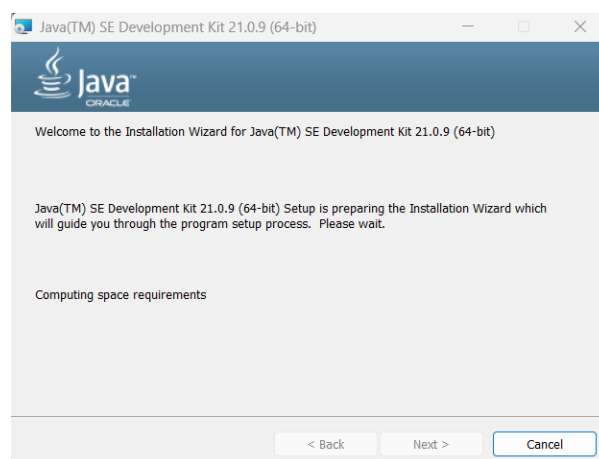 Java(TM) SE Development Kit 21.0.9 (64-bit)
Java™
ORACLE
Welcome to the Installation Wizard for Java(TM) SE Development Kit 21.0.9 (64-bit)
Java(TM) SE Development Kit 21.0.9 (64-bit) Setup is preparing the Installation Wizard which
will guide you through the program setup process.  Please wait.
Computing space requirements
< Back Next > Cancel